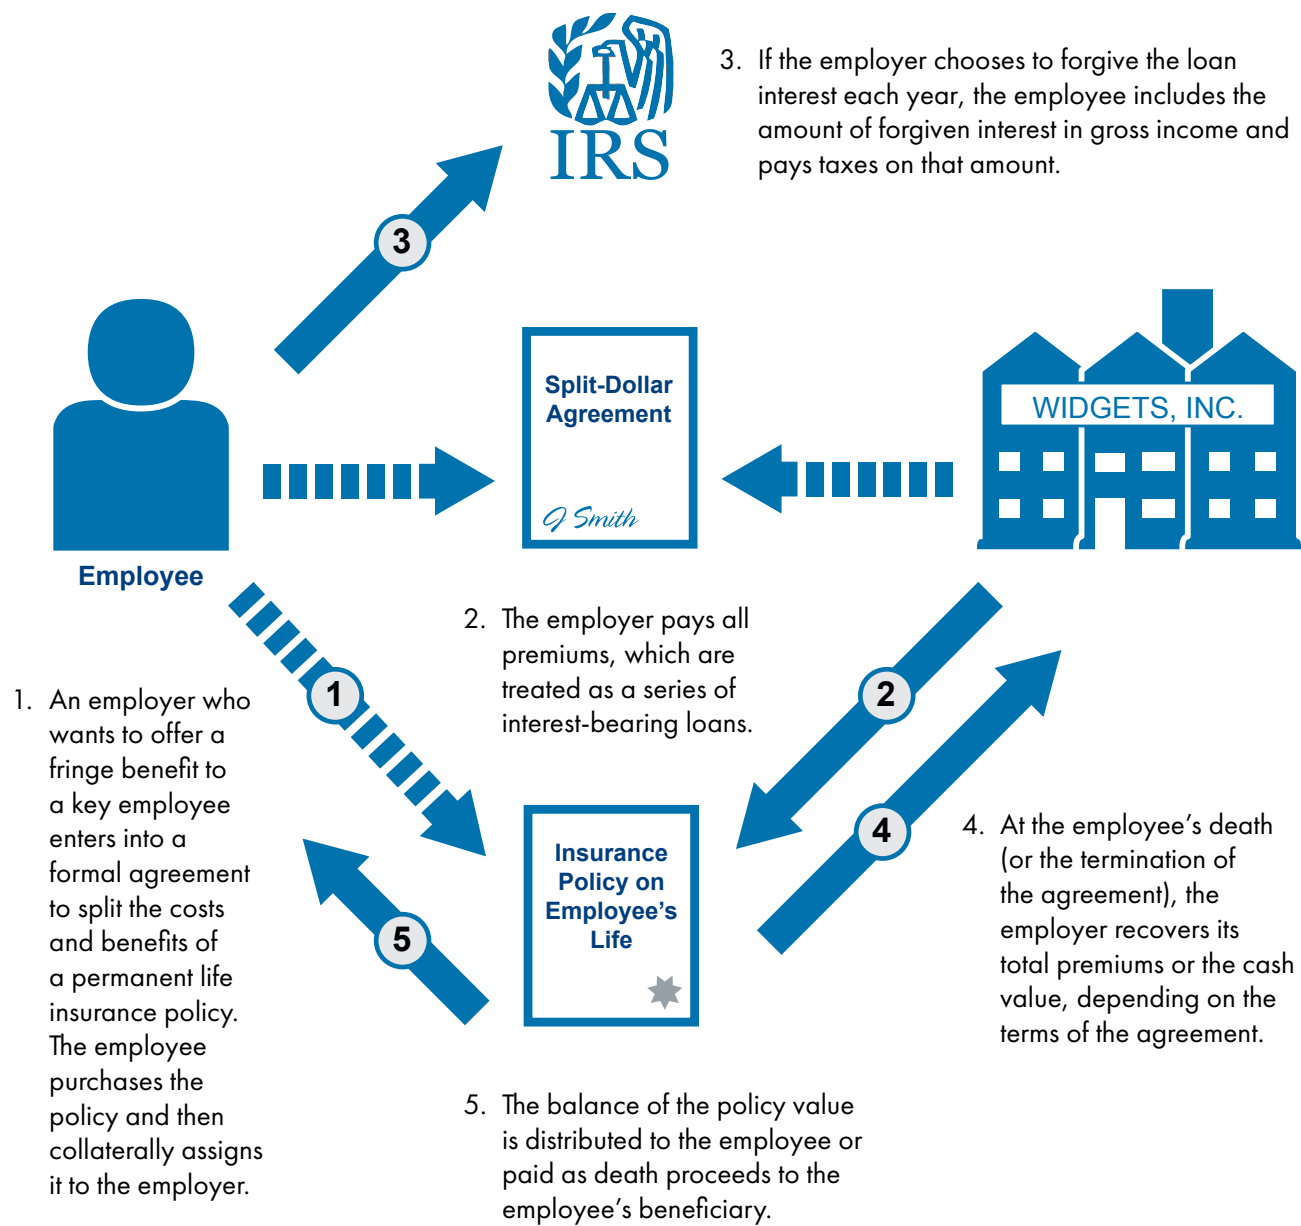 IRS
3. If the employer chooses to forgive the loan
interest each year, the employee includes the
amount of forgiven interest in gross income and
pays taxes on that amount.
3
Split-Dollar
Agreement
J Smith
WIDGETS, INC.
Employee
2. The employer pays all
premiums, which are
treated as a series of
interest-bearing loans.
1
2
1. An employer who
wants to offer a
fringe benefit to
a key employee
enters into a
formal agreement
to split the costs
and benefits of
a permanent life
insurance policy.
The employee
purchases the
policy and then
collaterally assigns
it to the employer.
Insurance
Policy on
Employee's
Life
4
5
4. At the employee's death
(or the termination of
the agreement), the
employer recovers its
total premiums or the cash
value, depending on the
terms of the agreement.
5. The balance of the policy value
is distributed to the employee or
paid as death proceeds to the
employee's beneficiary.